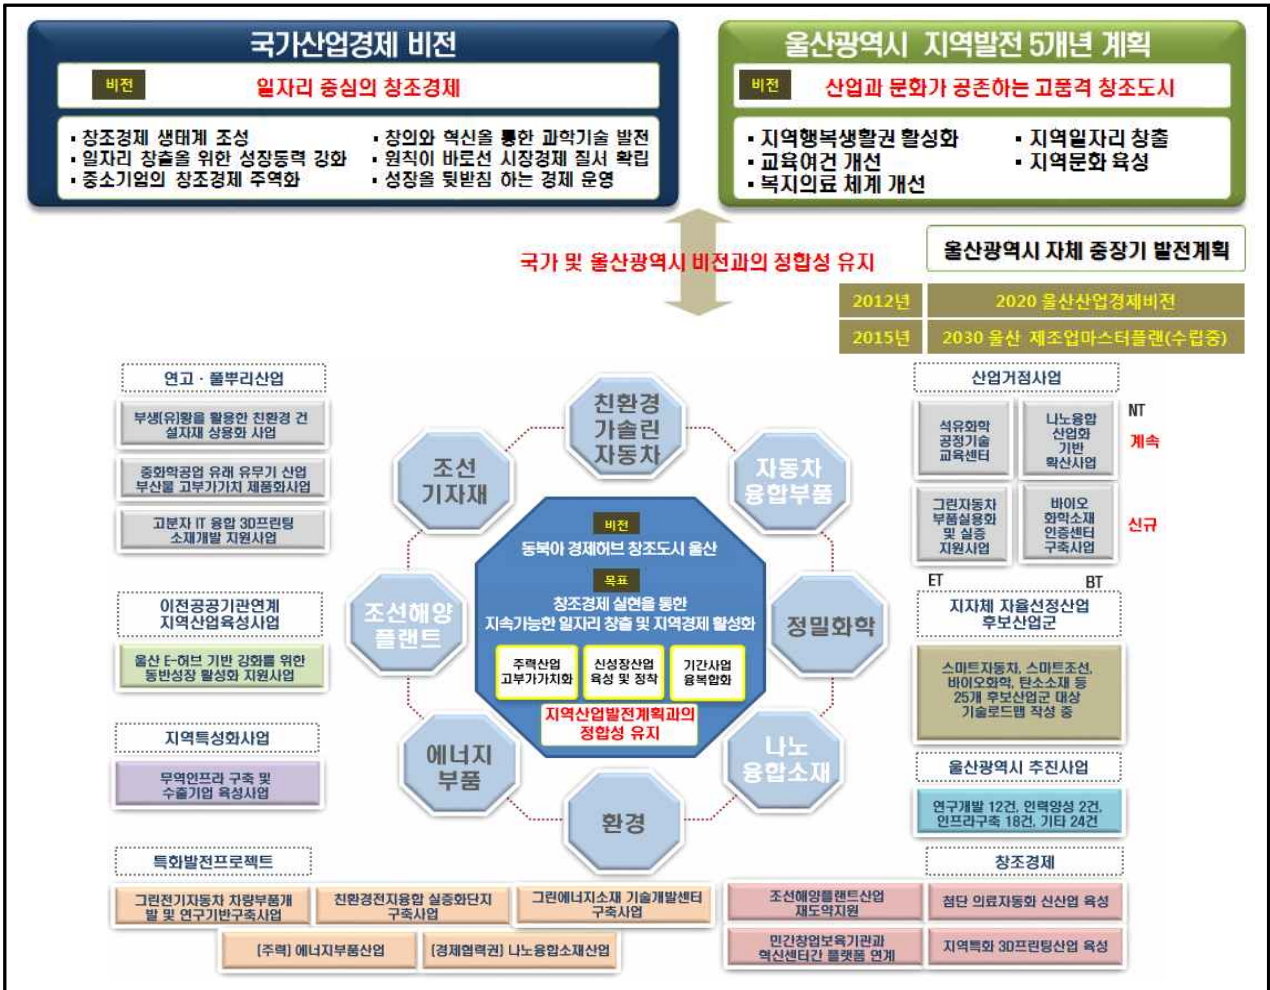 국가산업경제 비전
비전
일자리 중심의 창조경제
▪ 창조경제 생태계 조성
▪ 일자리 창출을 위한 성장동력 강화
▪ 중소기업의 창조경제 주역화
▪ 창의와 혁신을 통한 과학기술 발전
▪ 원칙이 바로선 시장경제 질서 확립
▪ 성장을 뒷받침 하는 경제 운영
울산광역시 지역발전 5개년 계획
비전
산업과 문화가 공존하는 고품격 창조도시
▪ 지역행복생활권 활성화
▪ 교육여건 개선
▪ 복지의료 체계 개선
▪ 지역일자리 창출
▪ 지역문화 육성
국가 및 울산광역시 비전과의 정합성 유지
울산광역시 자체 중장기 발전계획
2012년
2020 울산산업경제비전
2015년
2030 울산 제조업마스터플랜(수립중)
연고 · 풀뿌리산업
부생(유)황을 활용한 친환경 건
설자재 상용화 사업
중화학공업 유래 유무기 산업
부산물 고부가가치 제품화사업
고분자 IT 융합 3D프린팅
소재개발 지원사업
이전공공기관연계
지역산업육성사업
울산 E-허브 기반 강화를 위한
동반성장 활성화 지원사업
지역특성화사업
무역인프라 구축 및
수출기업 육성사업
친환경
가솔린
자동차
조선
기자재
자동차
융합부품
조선해양
플랜트
정밀화학
에너지
부품
나노
융합소재
환경
비전
동북아 경제허브 창조도시 울산
목표
창조경제 실현을 통한
지속가능한 일자리 창출 및 지역경제 활성화
주력산업
고부가가치화
신성장산업
육성 및 정착
기간사업
융복합화
지역산업발전계획과의
정합성 유지
산업거점사업
석유화학
공정기술
교육센터
나노융합
산업화
기반
확산사업
NT
계속
그린자동차
부품실용화
및 실증
지원사업
바이오
화학소재
인증센터
구축사업
신규
ET
BT
지자체 자율선정산업
후보산업군
스마트자동차, 스마트조선,
바이오화학, 탄소소재 등
25개 후보산업군 대상
기술로드맵 작성 중
울산광역시 추진사업
연구개발 12건, 인력양성 2건,
인프라구축 18건, 기타 24건
특화발전프로젝트
그린전기자동차 차량부품개
발 및 연구기반구축사업
친환경전지융합 실증화단지
구축사업
그린에너지소재 기술개발센터
구축사업
(주력) 에너지부품산업
(경제협력권) 나노융합소재산업
창조경제
조선해양플랜트산업
재도약지원
첨단 의료자동화 신산업 육성
민간창업보육기관과
혁신센터간 플랫폼 연계
지역특화 3D프린팅산업 육성